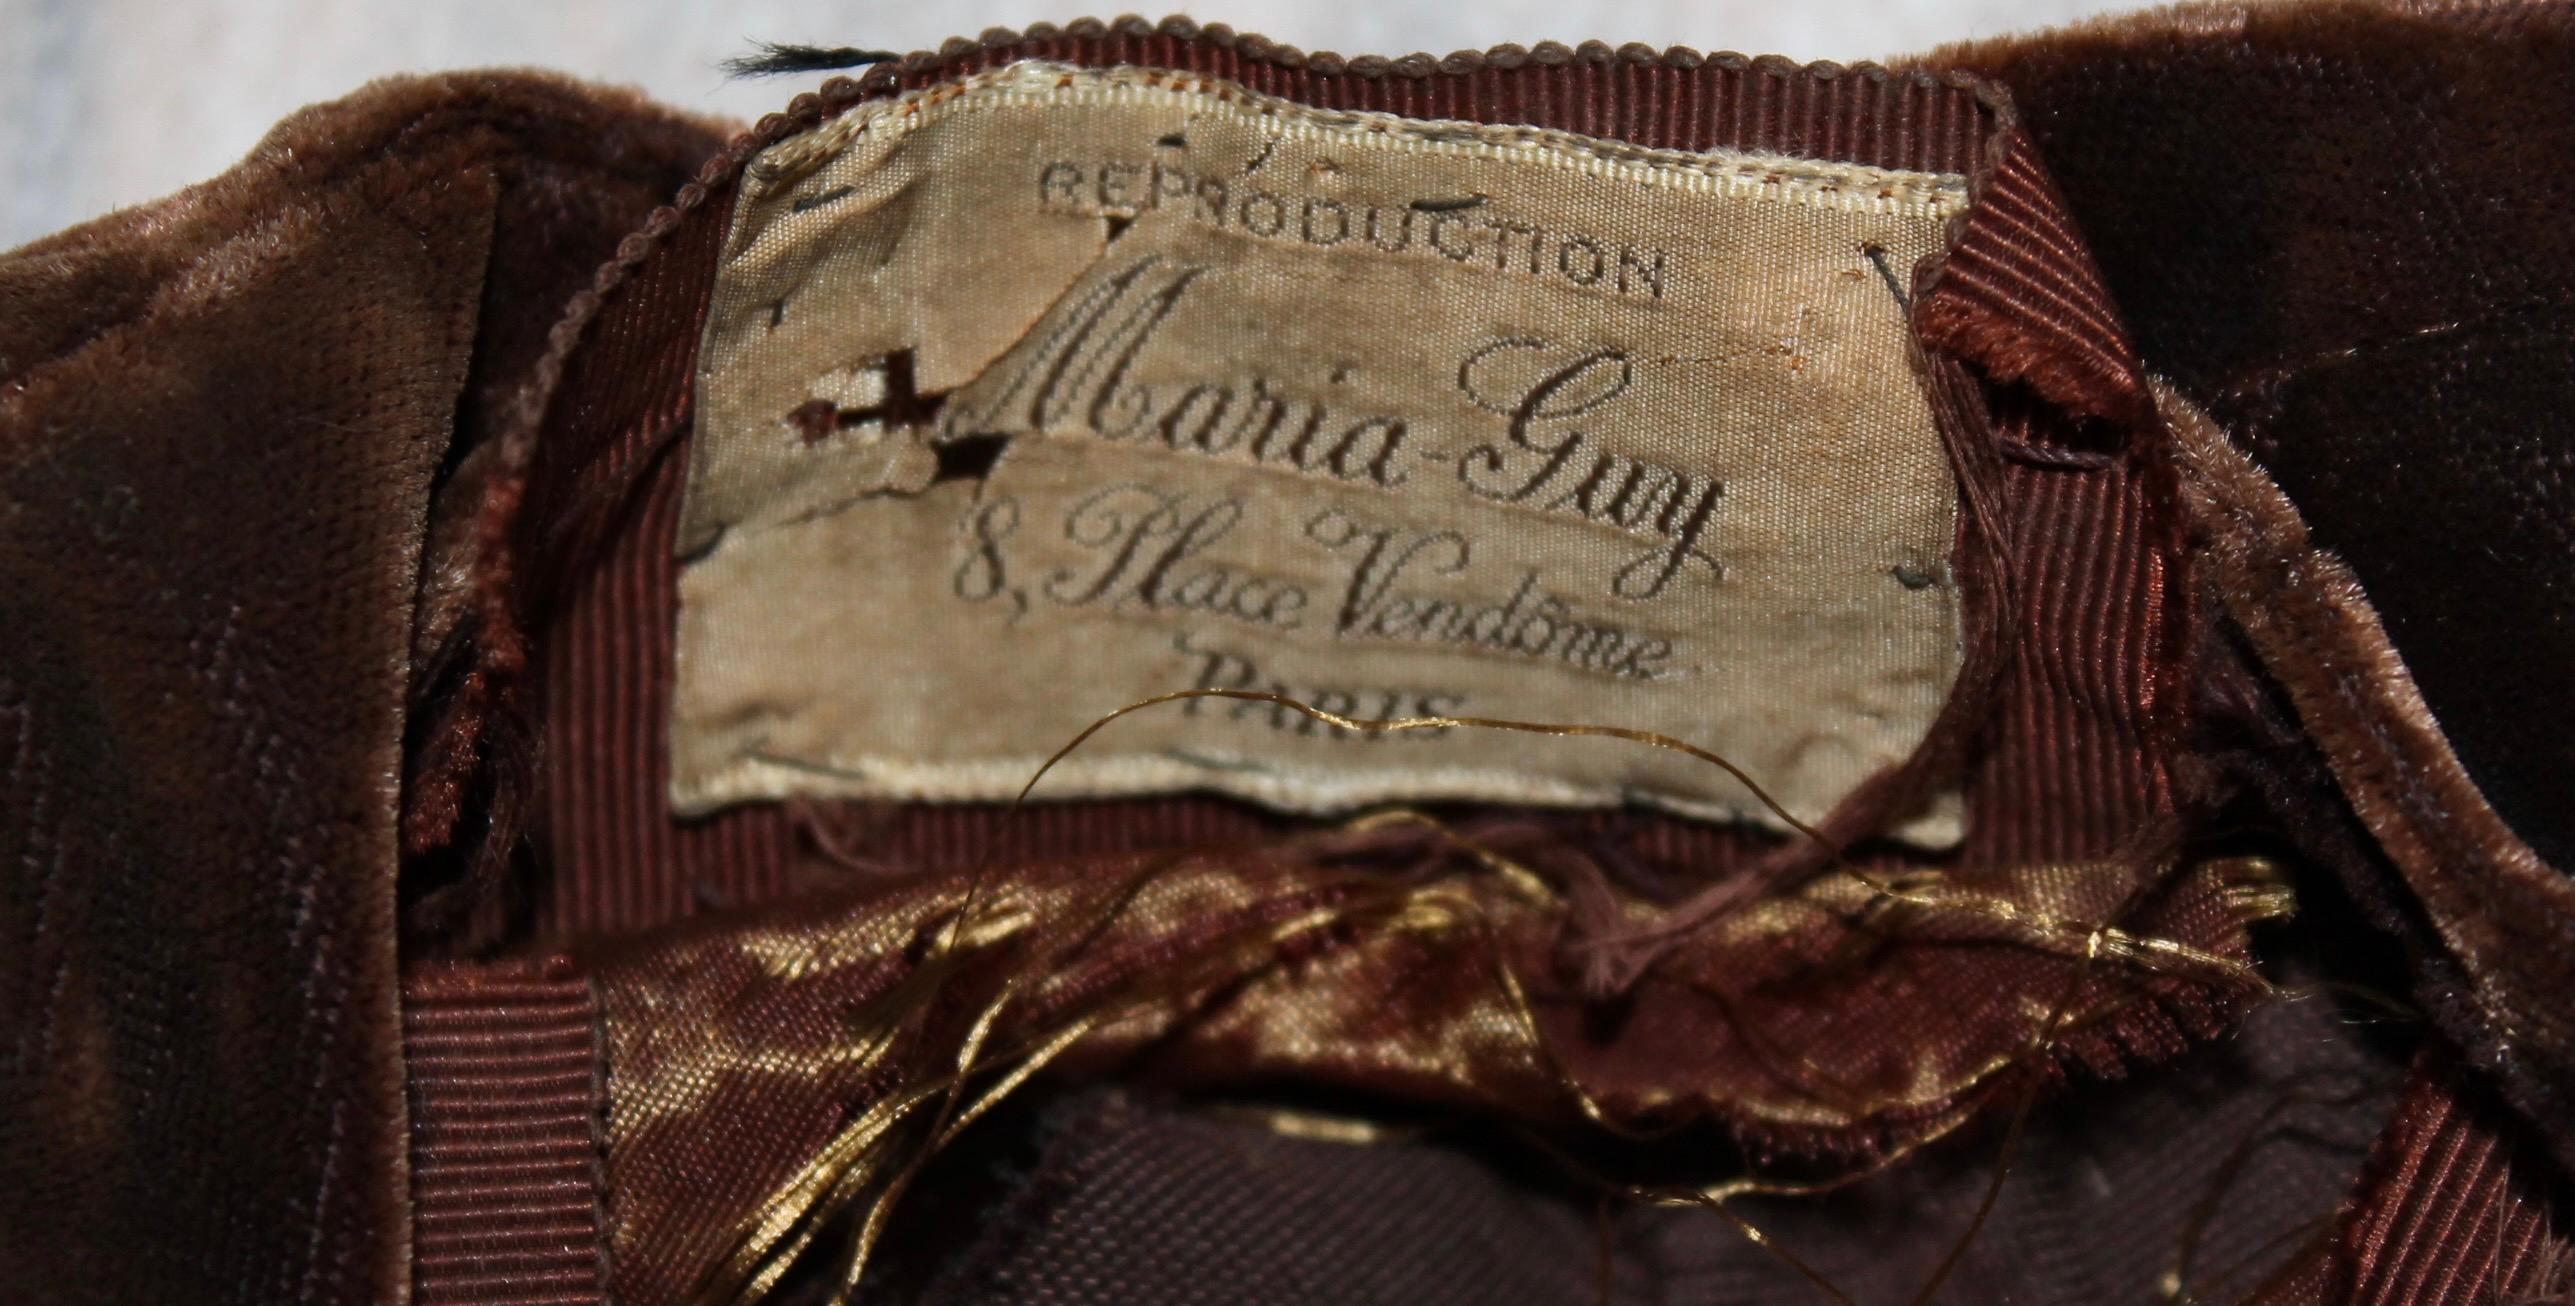 REPRODUCTION
Maria-Guy
8, Place Vendôme
PARIS